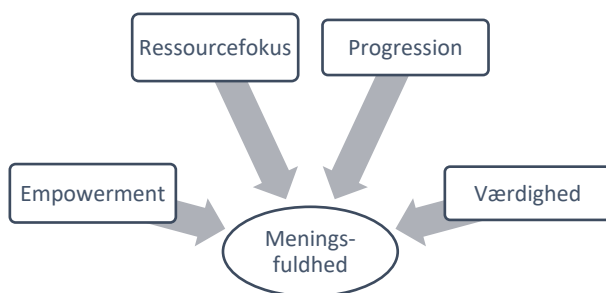 Ressourcefokus
Progression
Empowerment
Værdighed
Menings-
fuldhed